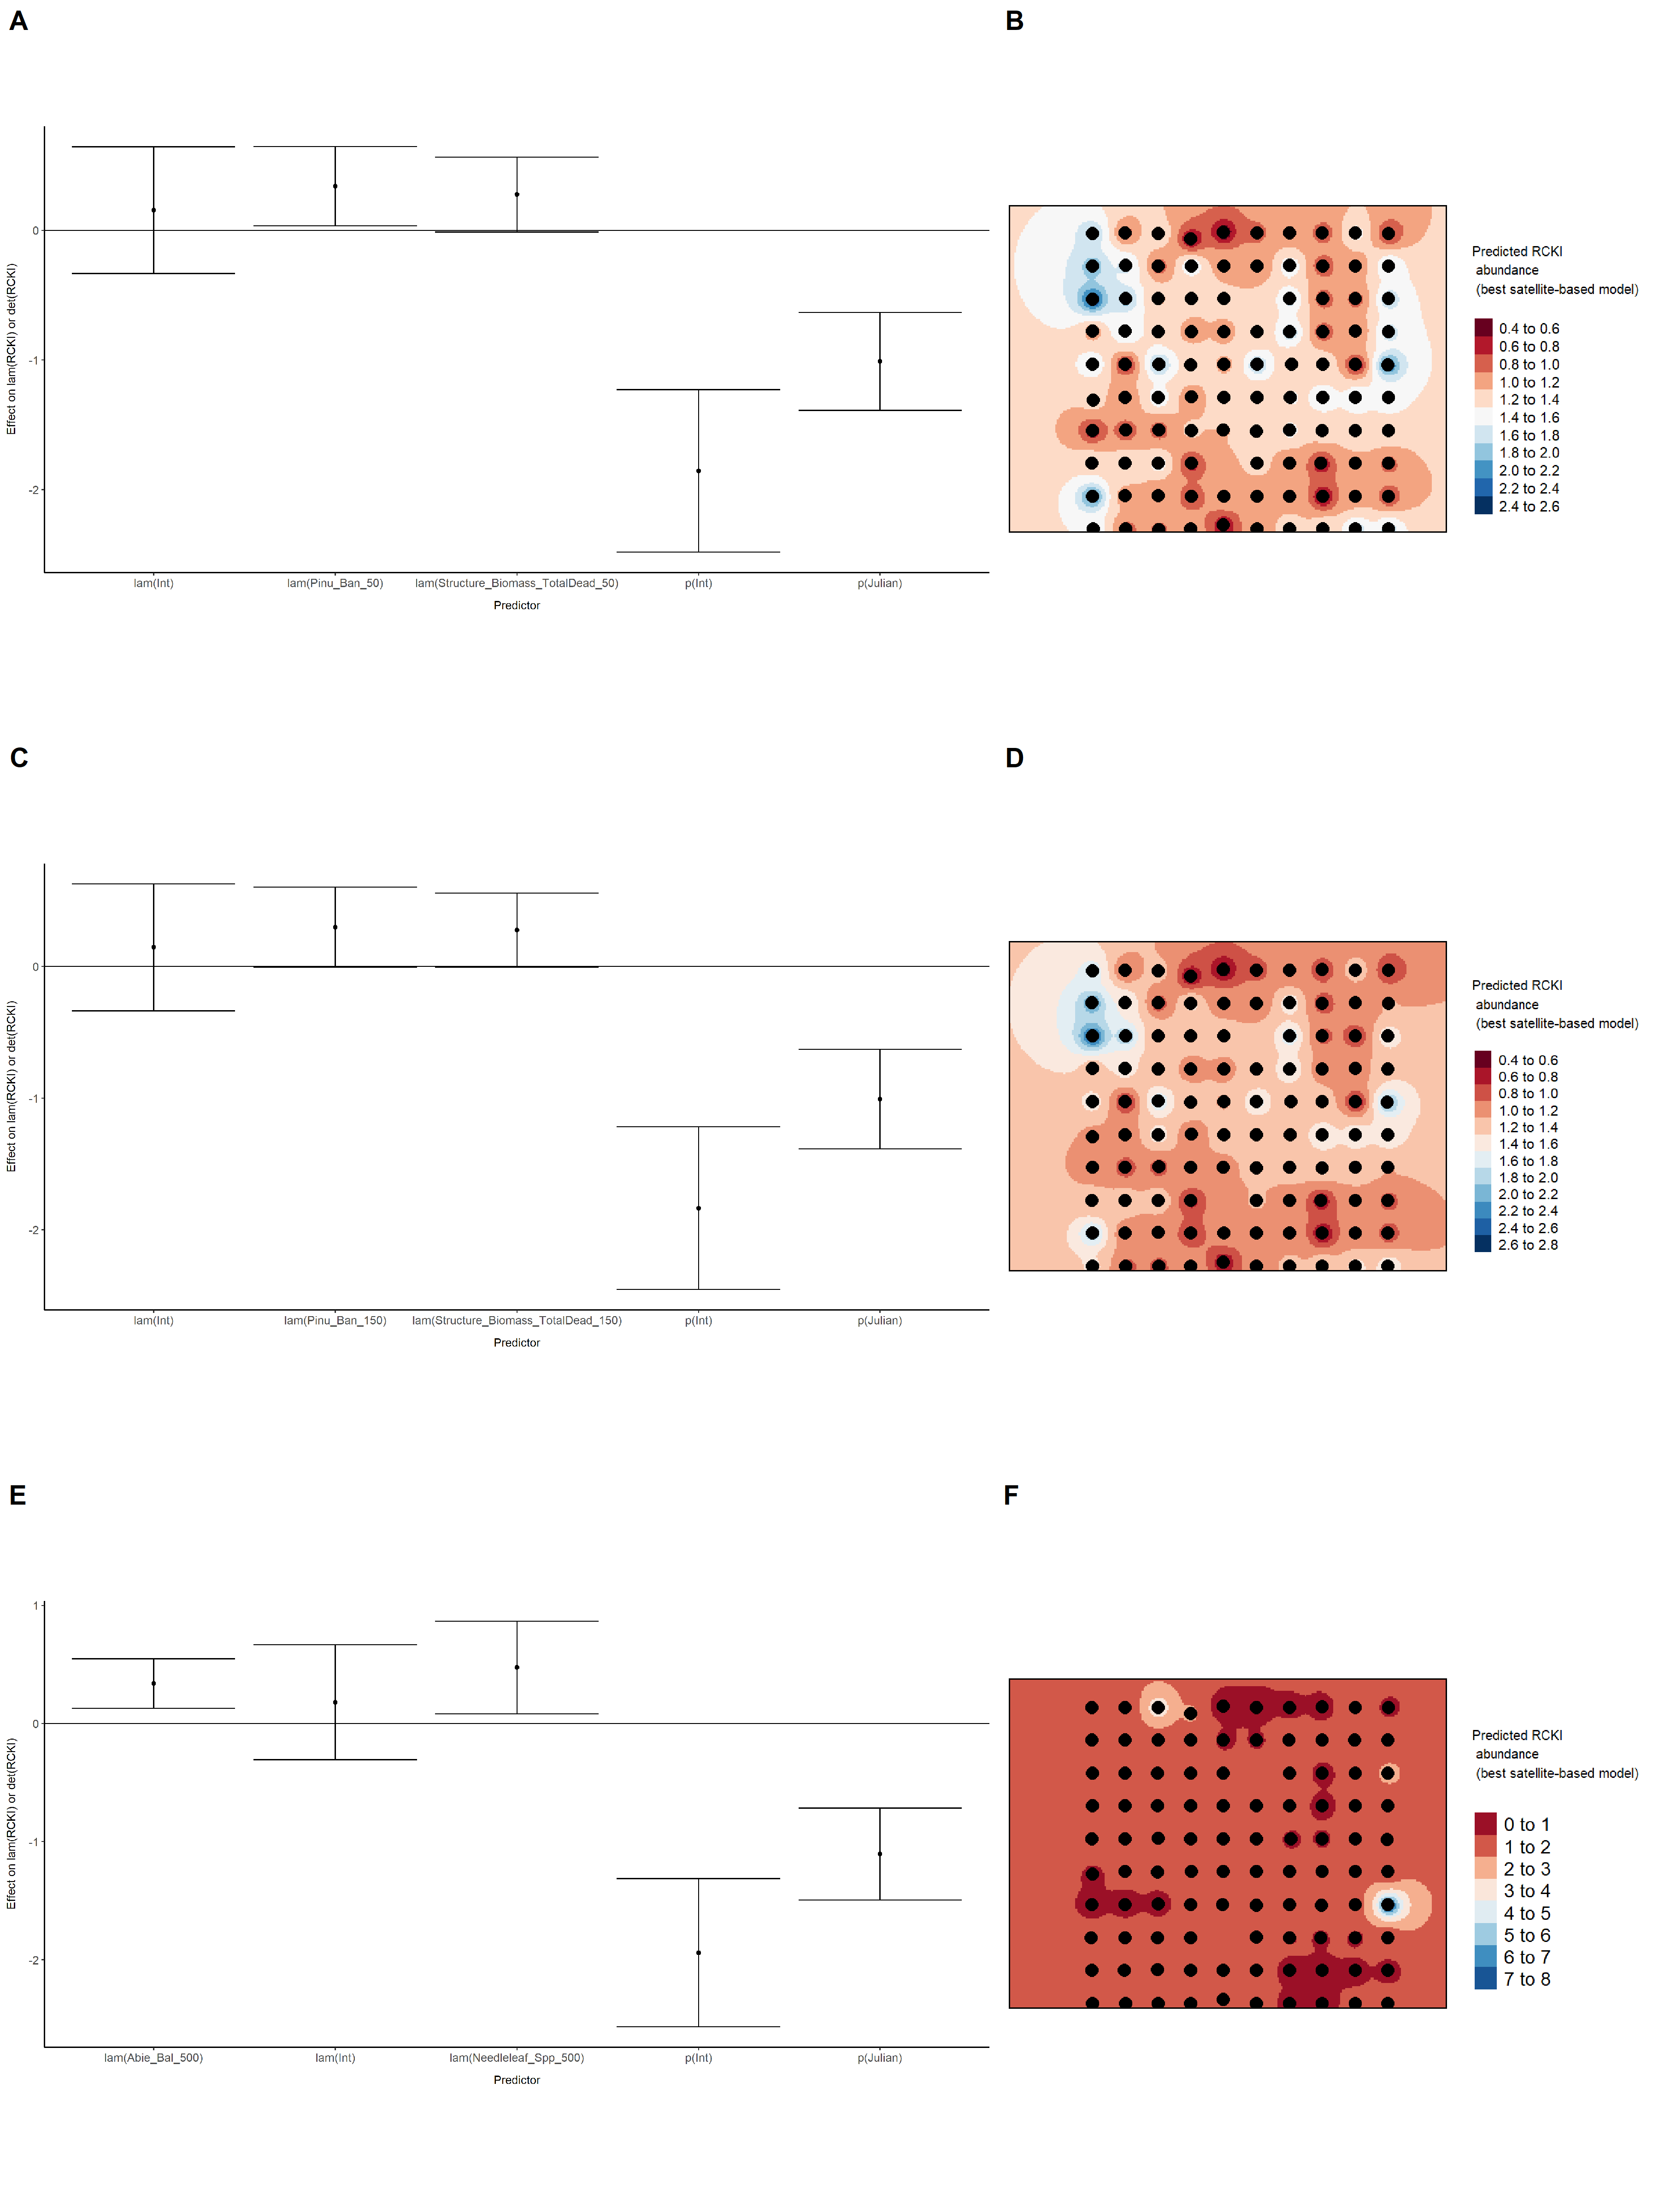 A
B
Effect on lam(RCKI) or det(RCKI)
0
-1
-2
lam(Int)
lam(Pinu_Ban_50)
lam(Structure_Biomass_TotalDead_50)
p(Int)
p(Julian)
Predictor
Predicted RCKI
abundance
(best satellite-based model)
0.4 to 0.6
0.6 to 0.8
0.8 to 1.0
1.0 to 1.2
1.2 to 1.4
1.4 to 1.6
1.6 to 1.8
1.8 to 2.0
2.0 to 2.2
2.2 to 2.4
2.4 to 2.6
C
D
Effect on lam(RCKI) or det(RCKI)
0
-1
-2
lam(Int)
lam(Pinu_Ban_150)
lam(Structure_Biomass_TotalDead_150)
p(Int)
p(Julian)
Predictor
Predicted RCKI
abundance
(best satellite-based model)
0.4 to 0.6
0.6 to 0.8
0.8 to 1.0
1.0 to 1.2
1.2 to 1.4
1.4 to 1.6
1.6 to 1.8
1.8 to 2.0
2.0 to 2.2
2.2 to 2.4
2.4 to 2.6
2.6 to 2.8
E
F
Effect on lam(RCKI) or det(RCKI)
1
0
-1
-2
lam(Abie_Bal_500)
lam(Int)
lam(Needleleaf_Spp_500)
p(Int)
p(Julian)
Predictor
Predicted RCKI
abundance
(best satellite-based model)
0 to 1
1 to 2
2 to 3
3 to 4
4 to 5
5 to 6
6 to 7
7 to 8